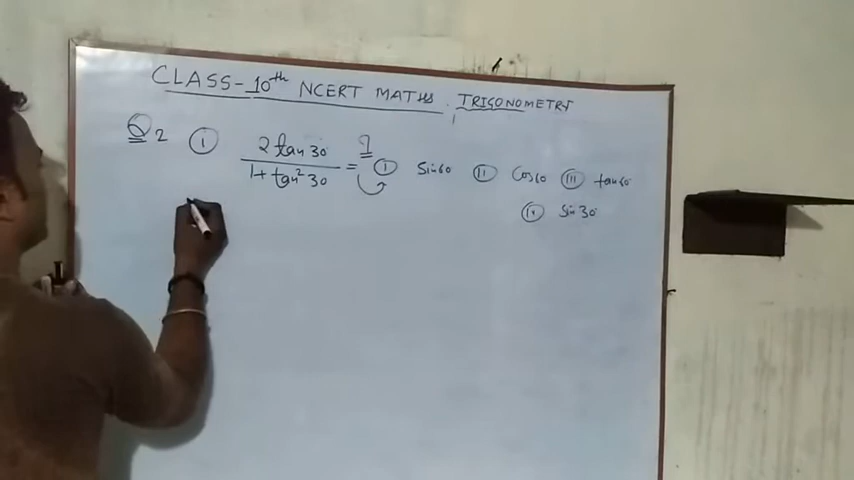 CLASS-10th NCERT MATHS. TRIGONOMETRY
Q2 (i) 2 tan 30° / 1 + tan² 30° = ? (i) Sin 60 (ii) Cos 60 (iii) tan 60°
(iv) Sin 30°